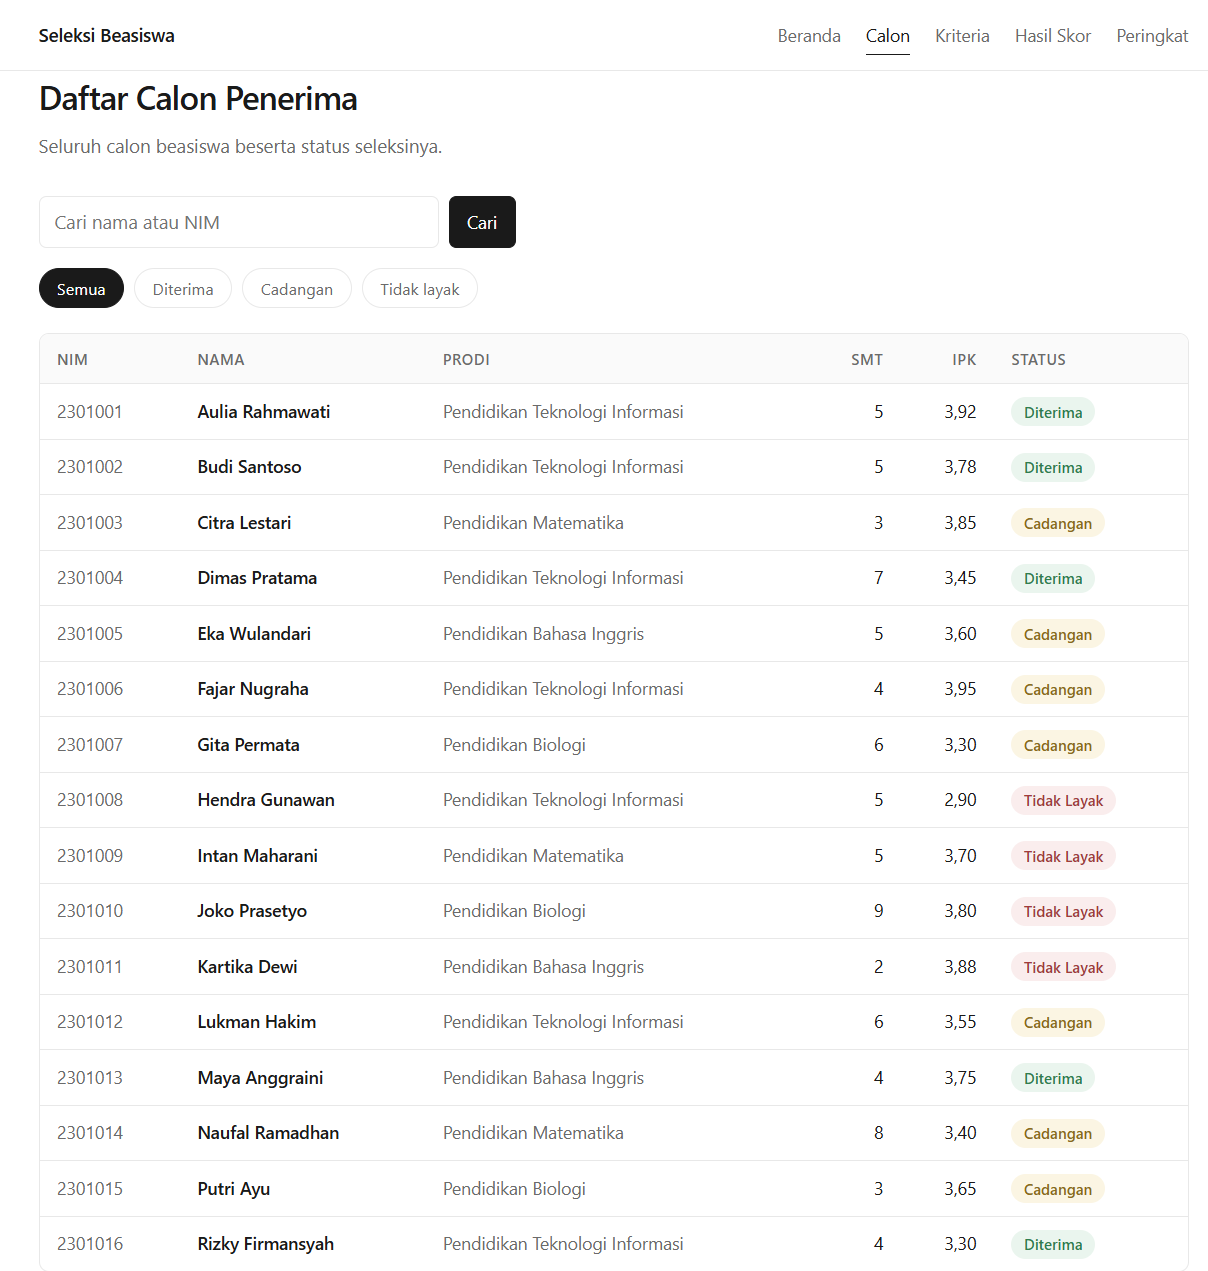 Seleksi Beasiswa Beranda Calon Kriteria Hasil Skor Peringkat
Daftar Calon Penerima
Seluruh calon beasiswa beserta status seleksinya.
Cari nama atau NIM Cari
Semua Diterima Cadangan Tidak layak
NIM NAMA PRODI SMT IPK STATUS
2301001 Aulia Rahmawati Pendidikan Teknologi Informasi 5 3,92 Diterima
2301002 Budi Santoso Pendidikan Teknologi Informasi 5 3,78 Diterima
2301003 Citra Lestari Pendidikan Matematika 3 3,85 Cadangan
2301004 Dimas Pratama Pendidikan Teknologi Informasi 7 3,45 Diterima
2301005 Eka Wulandari Pendidikan Bahasa Inggris 5 3,60 Cadangan
2301006 Fajar Nugraha Pendidikan Teknologi Informasi 4 3,95 Cadangan
2301007 Gita Permata Pendidikan Biologi 6 3,30 Cadangan
2301008 Hendra Gunawan Pendidikan Teknologi Informasi 5 2,90 Tidak Layak
2301009 Intan Maharani Pendidikan Matematika 5 3,70 Tidak Layak
2301010 Joko Prasetyo Pendidikan Biologi 9 3,80 Tidak Layak
2301011 Kartika Dewi Pendidikan Bahasa Inggris 2 3,88 Tidak Layak
2301012 Lukman Hakim Pendidikan Teknologi Informasi 6 3,55 Cadangan
2301013 Maya Anggraini Pendidikan Bahasa Inggris 4 3,75 Diterima
2301014 Naufal Ramadhan Pendidikan Matematika 8 3,40 Cadangan
2301015 Putri Ayu Pendidikan Biologi 3 3,65 Cadangan
2301016 Rizky Firmansyah Pendidikan Teknologi Informasi 4 3,30 Diterima